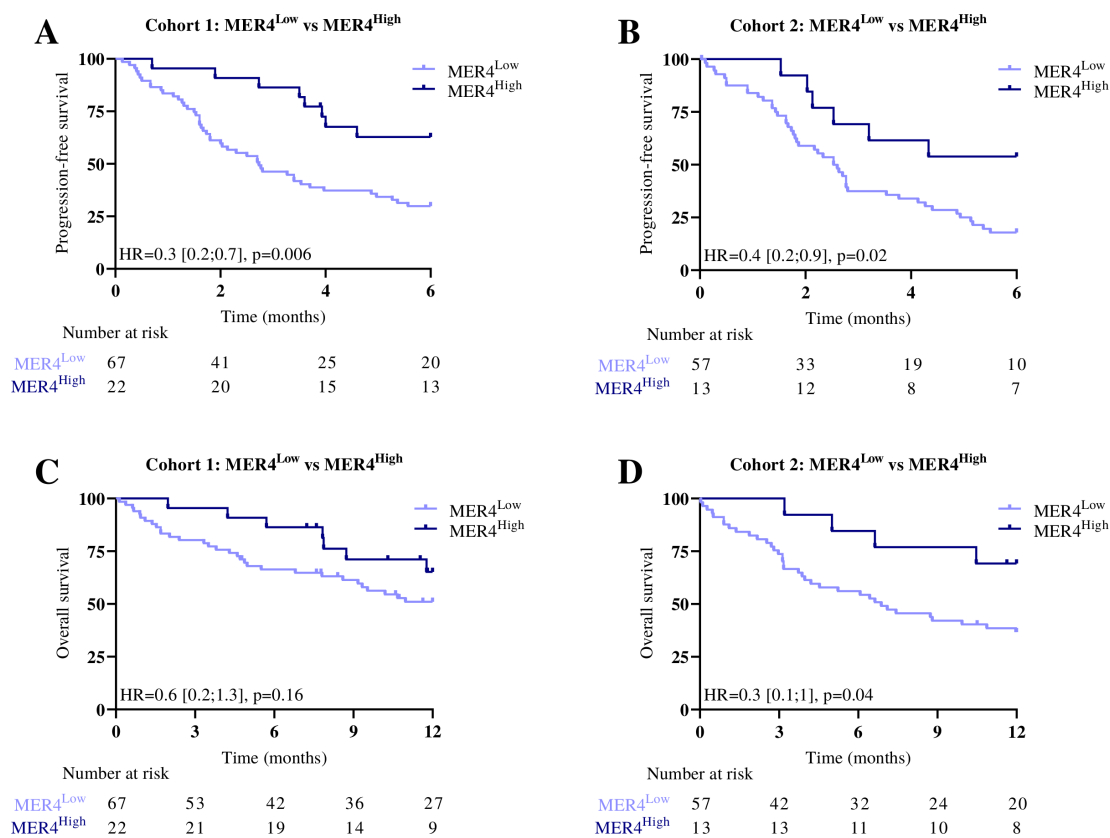 A
Cohort 1: MER4Low vs MER4High
Progression-free survival
100
75
50
25
0
MER4Low
MER4High
HR=0.3 [0.2;0.7], p=0.006
0 2 4 6
Time (months)
Number at risk
MER4Low 67 41 25 20
MER4High 22 20 15 13
B
Cohort 2: MER4Low vs MER4High
Progression-free survival
100
75
50
25
0
MER4Low
MER4High
HR=0.4 [0.2;0.9], p=0.02
0 2 4 6
Time (months)
Number at risk
MER4Low 57 33 19 10
MER4High 13 12 8 7
C
Cohort 1: MER4Low vs MER4High
Overall survival
100
75
50
25
0
MER4Low
MER4High
HR=0.6 [0.2;1.3], p=0.16
0 3 6 9 12
Time (months)
Number at risk
MER4Low 67 53 42 36 27
MER4High 22 21 19 14 9
D
Cohort 2: MER4Low vs MER4High
Overall survival
100
75
50
25
0
MER4Low
MER4High
HR=0.3 [0.1;1], p=0.04
0 3 6 9 12
Time (months)
Number at risk
MER4Low 57 42 32 24 20
MER4High 13 13 11 10 8